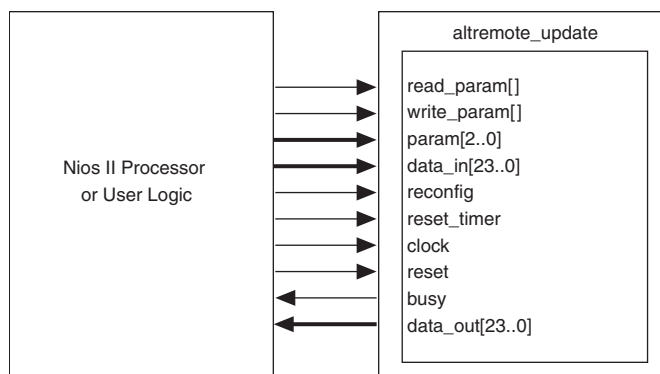 altremote_update
read_param[]
write_param[]
param[2..0]
Nios II Processor
or User Logic
data_in[23..0]
reconfig
reset_timer
clock
reset
busy
data_out[23..0]